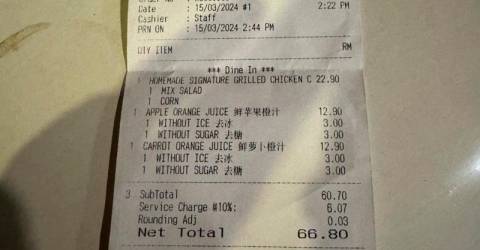 Date : 15/03/2024 #1 2:22 PM
Cashier : Staff
PRN ON : 15/03/2024 2:44 PM
QTY ITEM RM
*** Dine In ***
1 HOMEMADE SIGNATURE GRILLED CHICKEN C 22.90
1 MIX SALAD
1 CORN
1 APPLE ORANGE JUICE 鲜苹果橙汁 12.90
1 WITHOUT ICE 去冰 3.00
1 WITHOUT SUGAR 去糖 3.00
1 CARROT ORANGE JUICE 鲜萝卜橙汁 12.90
1 WITHOUT ICE 去冰 3.00
1 WITHOUT SUGAR 去糖 3.00
3 SubTotal 60.70
Service Charge @10%: 6.07
Rounding Adj 0.03
Net Total 66.80